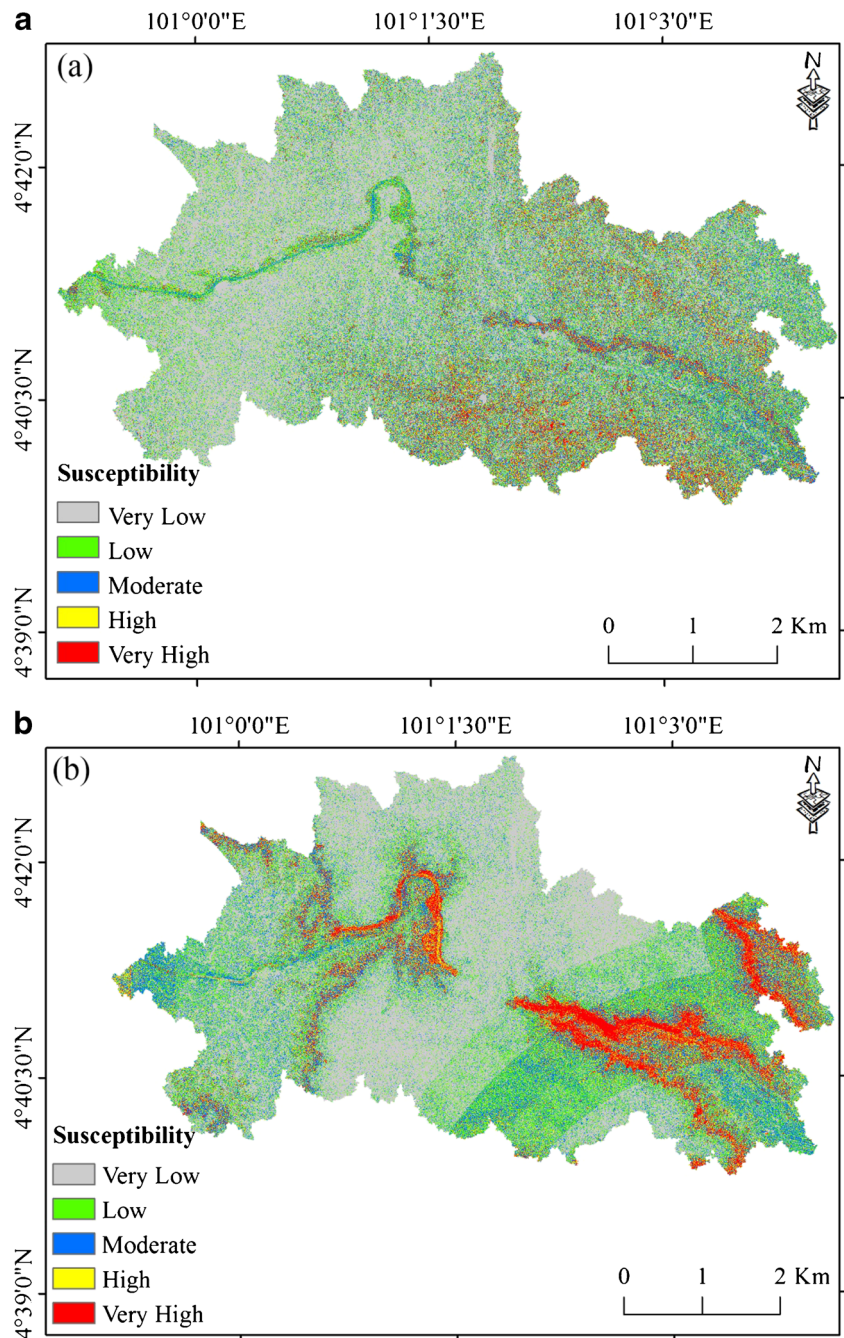 a
101°0'0"E 101°1'30"E 101°3'0"E
(a)
N
4°42'0"N
4°40'30"N
4°39'0"N
Susceptibility
Very Low
Low
Moderate
High
Very High
0 1 2 Km
b
101°0'0"E 101°1'30"E 101°3'0"E
(b)
N
4°42'0"N
4°40'30"N
4°39'0"N
Susceptibility
Very Low
Low
Moderate
High
Very High
0 1 2 Km